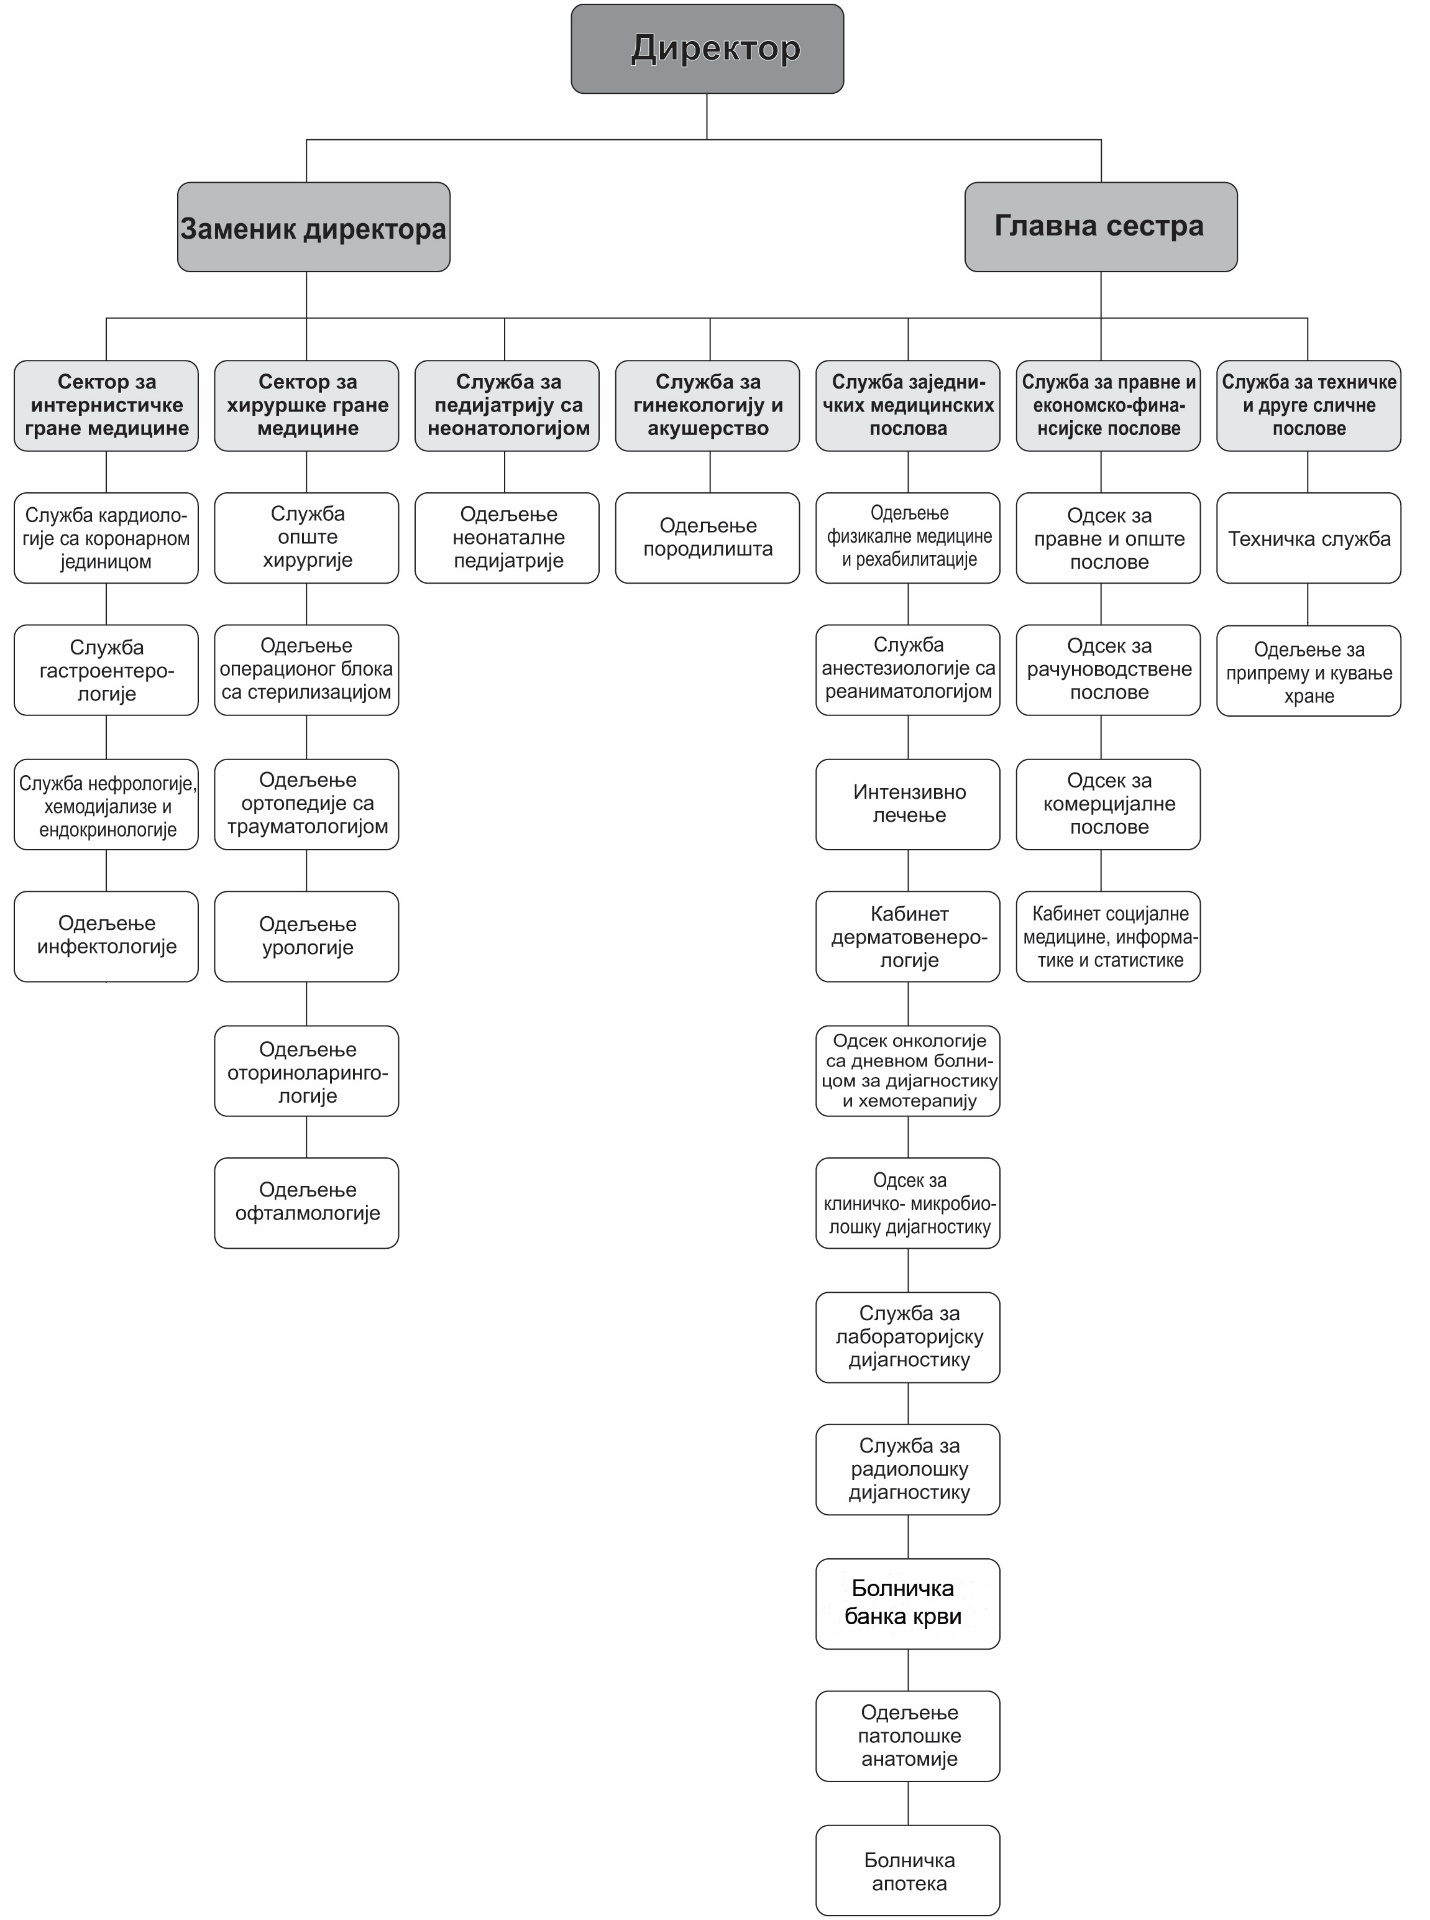 Директор
Заменик директора
Главна сестра
Сектор за
интернистичке
гране медицине
Сектор за
хируршке гране
медицине
Служба за
педијатрију са
неонатологијом
Служба за
гинекологију и
акушерство
Служба заједни-
чких медицинских
послова
Служба за правне и
економско-фина-
нсијске послове
Служба за техничке
и друге сличне
послове
Служба кардиоло-
гије са коронарном
јединицом
Служба
гастроентеро-
логије
Служба нефрологије,
хемодијализе и
ендокринологије
Одељење
инфектологије
Служба
опште
хирургије
Одељење
операционог блока
са стерилизацијом
Одељење
ортопедије са
трауматологијом
Одељење
урологије
Одељење
оториноларинго-
логије
Одељење
офталмологије
Одељење
неонаталне
педијатрије
Одељење
породилишта
Одељење
физикалне медицине
и рехабилитације
Служба
анестезиологије са
реаниматологијом
Интензивно
лечење
Кабинет
дерматовенеро-
логије
Одсек онкологије
са дневном болни-
цом за дијагностику
и хемотерапију
Одсек за
клиничко- микробио-
лошку дијагностику
Служба за
лабораторијску
дијагностику
Служба за
радиолошку
дијагностику
Болничка
банка крви
Одељење
патолошке
анатомије
Болничка
апотека
Одсек за
правне и опште
послове
Одсек за
рачуноводствене
послове
Одсек за
комерцијалне
послове
Кабинет социјалне
медицине, информа-
тике и статистике
Техничка служба
Одељење за
припрему и кување
хране